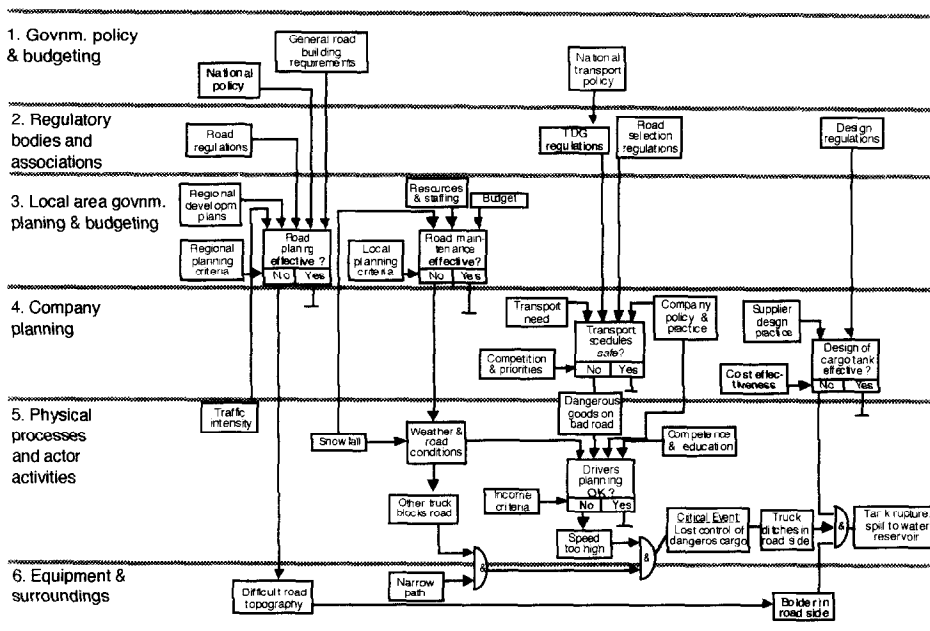 1. Govnm. policy
& budgeting
General road
building
requirements
National
policy
National
transport
policy
2. Regulatory
bodies and
associations
Road
regulations
TDG
regulations
Road
selection
regulations
Design
regulations
3. Local area govnm.
planing & budgeting
Regional
developm.
plans
Regional
planning
criteria
Road
planing
effective ?
No Yes
Resources
& staffing
Budget
Local
planning
criteria
Road main-
tenance
effective?
No Yes
4. Company
planning
Transport
need
Company
policy &
practice
Competition
& priorities
Transport
scedules
safe?
No Yes
Supplier
design
practice
Cost effec-
tiveness
Design of
cargo tank
effective ?
No Yes
5. Physical
processes
and actor
activities
Traffic
intensity
Snow fall
Weather &
road
conditions
Dangerous
goods on
bad road
Competence
& education
Drivers
planning
OK ?
No Yes
Income
criteria
Other truck
blocks road
Speed
too high
&
&
Critical Event:
Lost control of
dangeros cargo
Truck
ditches in
road side
&
Tank rupture,
spill to water
reservoir
6. Equipment &
surroundings
Narrow
path
Difficult road
topography
Bolder in
road side